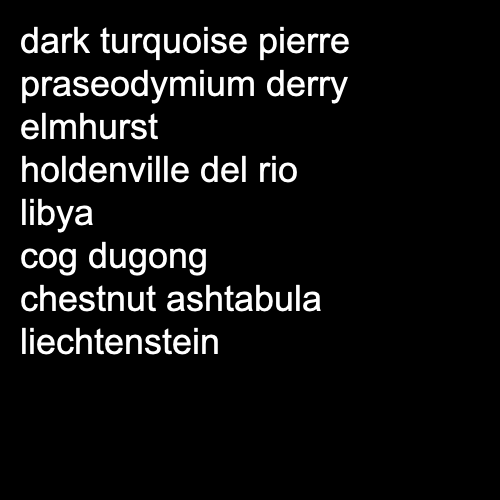 dark turquoise pierre
praseodymium derry
elmhurst
holdenville del rio
libya
cog dugong
chestnut ashtabula
liechtenstein